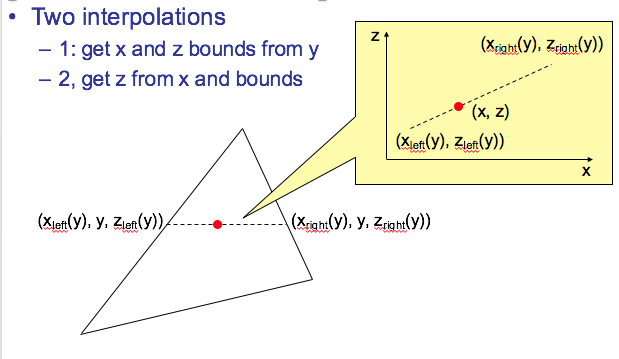 • Two interpolations
– 1: get x and z bounds from y
– 2, get z from x and bounds
z
(xright(y), zright(y))
(x, z)
(xleft(y), zleft(y))
x
(xleft(y), y, zleft(y))
(xright(y), y, zright(y))